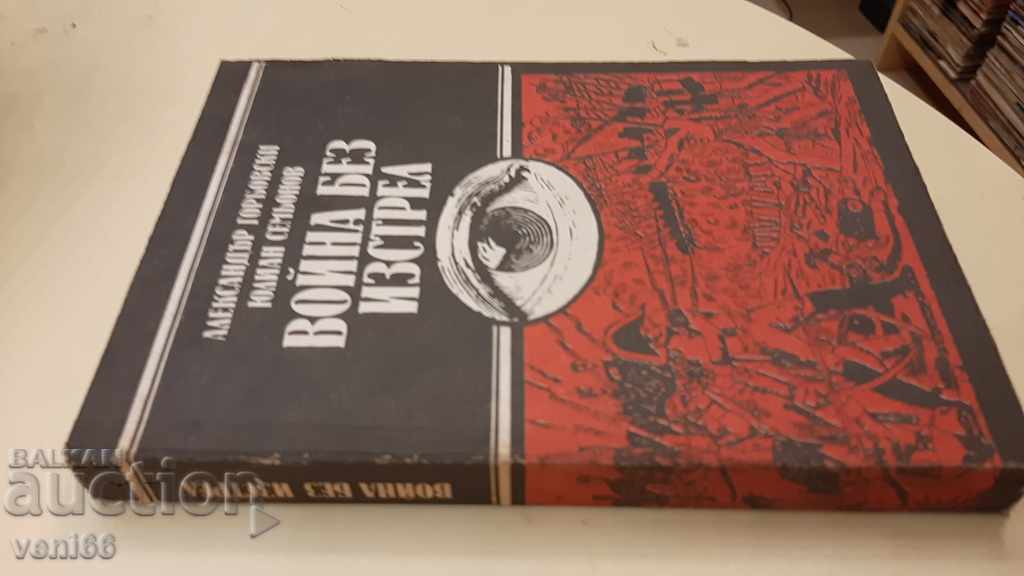 АЛЕКСАНДЪР ГОРБОВСКИ
ЮЛИАН СЕМЬОНОВ
ВОЙНА БЕЗ
ИЗСТРЕЛ
ВОЙНА БЕЗ ИЗСТРЕЛ
BALKAN
auction
veni66